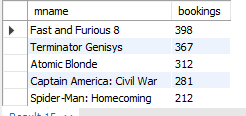 mname bookings
Fast and Furious 8 398
Terminator Genisys 367
Atomic Blonde 312
Captain America: Civil War 281
Spider-Man: Homecoming 212